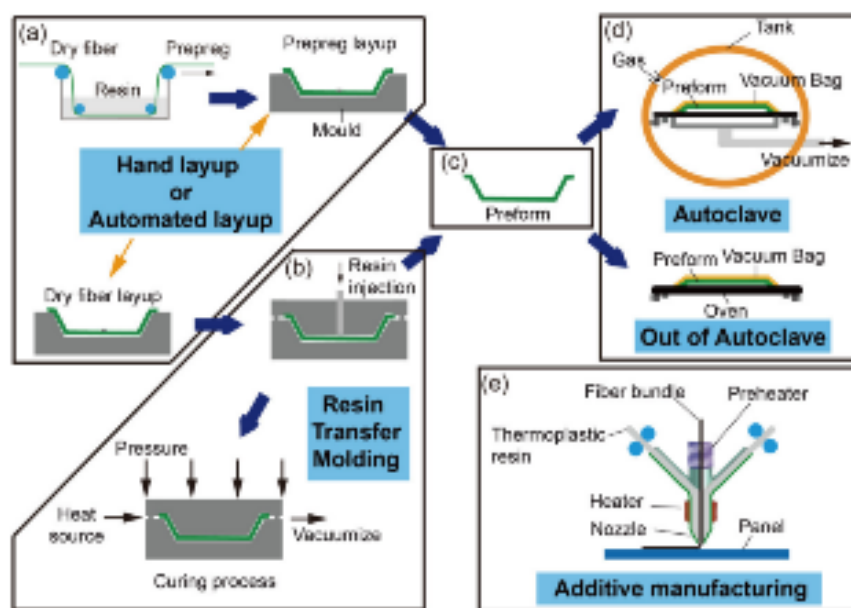 (a)
Dry fiber
Prepreg
Resin
Prepreg layup
Mould
Hand layup
or
Automated layup
Dry fiber layup
(b)
Resin
injection
Resin
Transfer
Molding
Pressure
Heat
source
Vacuumize
Curing process
(c)
Preform
(d)
Tank
Gas
Preform
Vacuum Bag
Vacuumize
Autoclave
Preform
Vacuum Bag
Oven
Out of Autoclave
(e)
Fiber bundle
Preheater
Thermoplastic
resin
Heater
Nozzle
Panel
Additive manufacturing